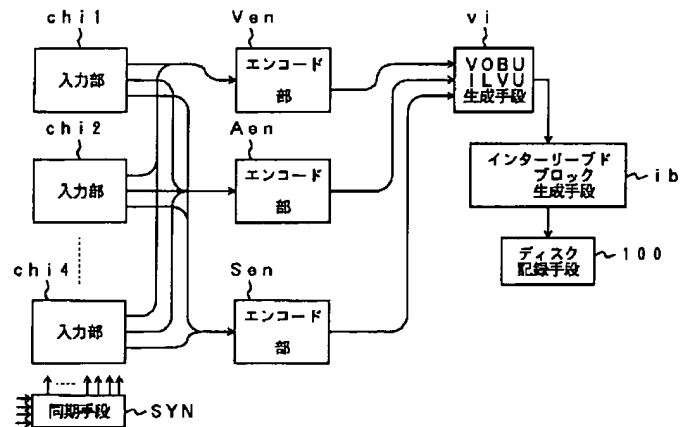 chi1
入力部
chi2
入力部
chi4
入力部
同期手段
SYN
Ven
エンコード
部
Aen
エンコード
部
Sen
エンコード
部
vi
VOBU
ILVU
生成手段
インターリーブド
ブロック
生成手段
ib
ディスク
記録手段
100